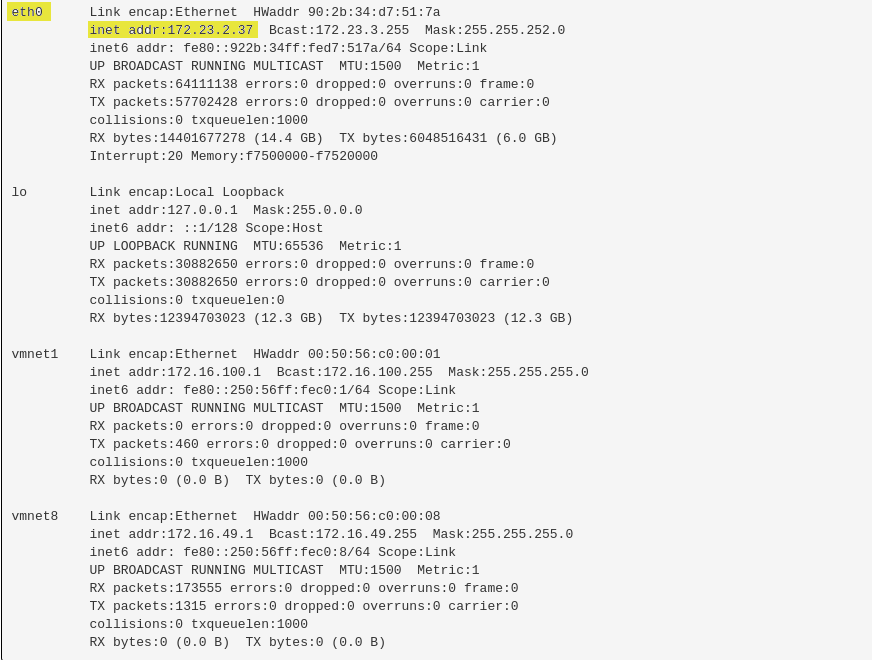 eth0      Link encap:Ethernet  HWaddr 90:2b:34:d7:51:7a
          inet addr:172.23.2.37  Bcast:172.23.3.255  Mask:255.255.252.0
          inet6 addr: fe80::922b:34ff:fed7:517a/64 Scope:Link
          UP BROADCAST RUNNING MULTICAST  MTU:1500  Metric:1
          RX packets:64111138 errors:0 dropped:0 overruns:0 frame:0
          TX packets:57702428 errors:0 dropped:0 overruns:0 carrier:0
          collisions:0 txqueuelen:1000
          RX bytes:14401677278 (14.4 GB)  TX bytes:6048516431 (6.0 GB)
          Interrupt:20 Memory:f7500000-f7520000

lo        Link encap:Local Loopback
          inet addr:127.0.0.1  Mask:255.0.0.0
          inet6 addr: ::1/128 Scope:Host
          UP LOOPBACK RUNNING  MTU:65536  Metric:1
          RX packets:30882650 errors:0 dropped:0 overruns:0 frame:0
          TX packets:30882650 errors:0 dropped:0 overruns:0 carrier:0
          collisions:0 txqueuelen:0
          RX bytes:12394703023 (12.3 GB)  TX bytes:12394703023 (12.3 GB)

vmnet1    Link encap:Ethernet  HWaddr 00:50:56:c0:00:01
          inet addr:172.16.100.1  Bcast:172.16.100.255  Mask:255.255.255.0
          inet6 addr: fe80::250:56ff:fec0:1/64 Scope:Link
          UP BROADCAST RUNNING MULTICAST  MTU:1500  Metric:1
          RX packets:0 errors:0 dropped:0 overruns:0 frame:0
          TX packets:460 errors:0 dropped:0 overruns:0 carrier:0
          collisions:0 txqueuelen:1000
          RX bytes:0 (0.0 B)  TX bytes:0 (0.0 B)

vmnet8    Link encap:Ethernet  HWaddr 00:50:56:c0:00:08
          inet addr:172.16.49.1  Bcast:172.16.49.255  Mask:255.255.255.0
          inet6 addr: fe80::250:56ff:fec0:8/64 Scope:Link
          UP BROADCAST RUNNING MULTICAST  MTU:1500  Metric:1
          RX packets:173555 errors:0 dropped:0 overruns:0 frame:0
          TX packets:1315 errors:0 dropped:0 overruns:0 carrier:0
          collisions:0 txqueuelen:1000
          RX bytes:0 (0.0 B)  TX bytes:0 (0.0 B)